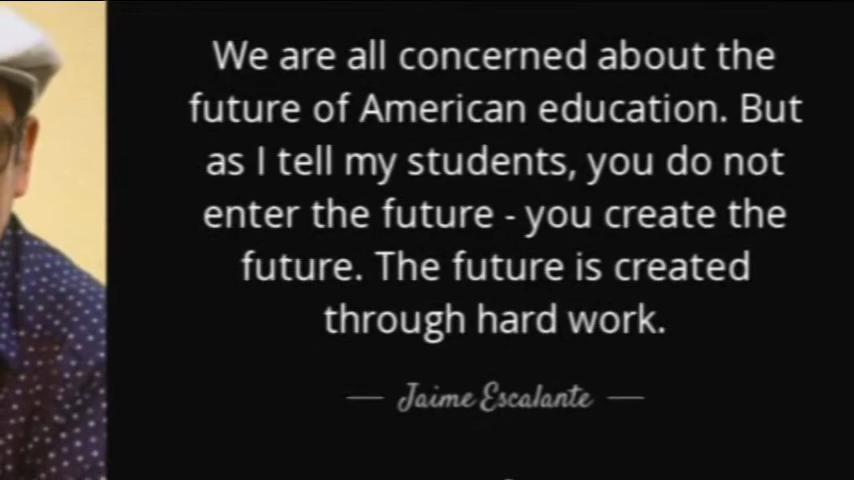 We are all concerned about the
future of American education. But
as I tell my students, you do not
enter the future - you create the
future. The future is created
through hard work.
— Jaime Escalante —